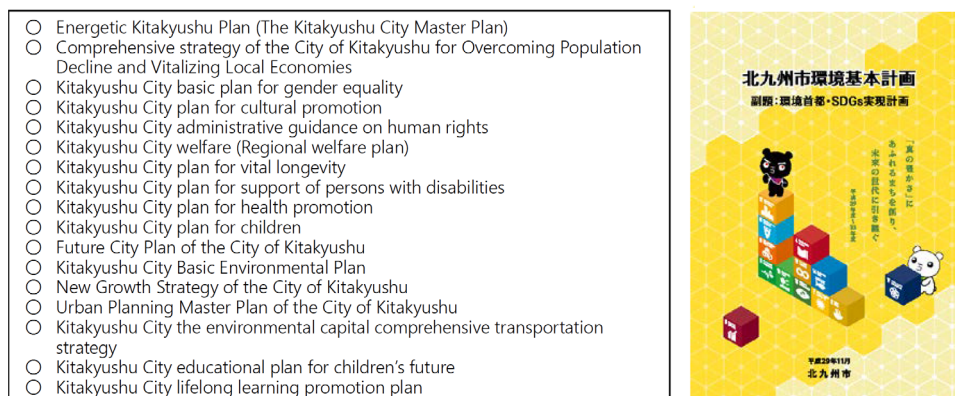 ○ Energetic Kitakyushu Plan (The Kitakyushu City Master Plan)
○ Comprehensive strategy of the City of Kitakyushu for Overcoming Population
Decline and Vitalizing Local Economies
○ Kitakyushu City basic plan for gender equality
○ Kitakyushu City plan for cultural promotion
○ Kitakyushu City administrative guidance on human rights
○ Kitakyushu City welfare (Regional welfare plan)
○ Kitakyushu City plan for vital longevity
○ Kitakyushu City plan for support of persons with disabilities
○ Kitakyushu City plan for health promotion
○ Kitakyushu City plan for children
○ Future City Plan of the City of Kitakyushu
○ Kitakyushu City Basic Environmental Plan
○ New Growth Strategy of the City of Kitakyushu
○ Urban Planning Master Plan of the City of Kitakyushu
○ Kitakyushu City the environmental capital comprehensive transportation
strategy
○ Kitakyushu City educational plan for children's future
○ Kitakyushu City lifelong learning promotion plan
北九州市環境基本計画
副題:環境首都・SDGs実現計画
「真の豊かさ」に
あふれるまちを創り、
未来の世代に引き継ぐ
平成29年11月
北九州市